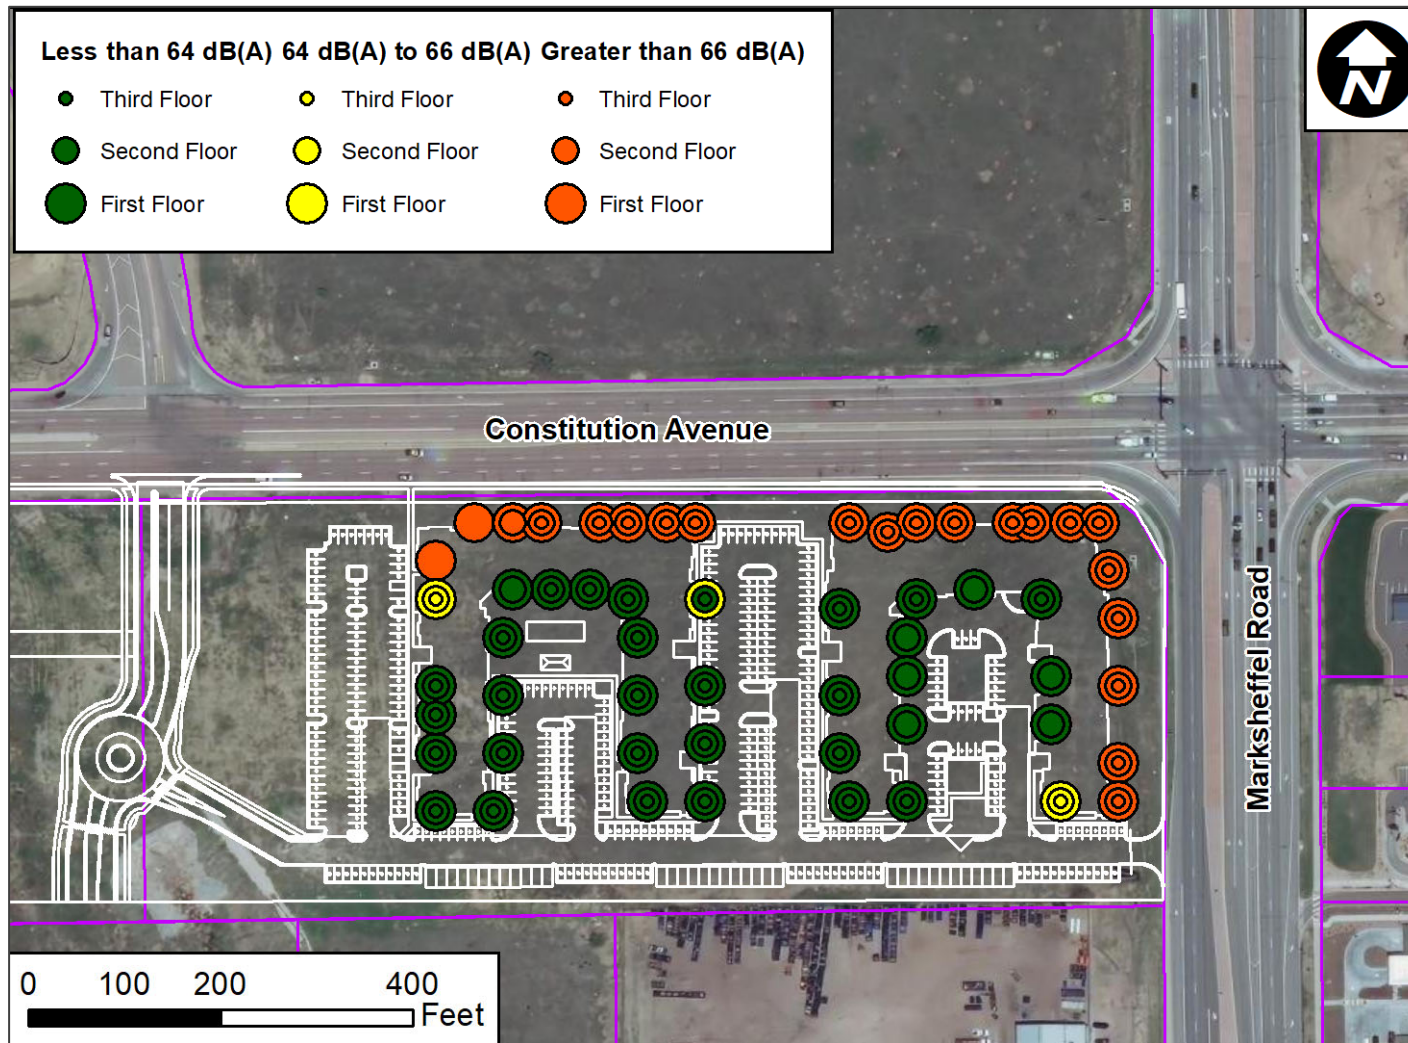 Less than 64 dB(A) 64 dB(A) to 66 dB(A) Greater than 66 dB(A)
Third Floor Third Floor Third Floor
Second Floor Second Floor Second Floor
First Floor First Floor First Floor
N
Constitution Avenue
Marksheffel Road
0 100 200 400
Feet